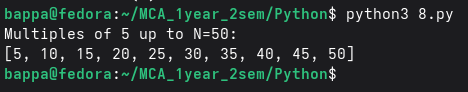 bappa@fedora:~/MCA_1year_2sem/Python$ python3 8.py
Multiples of 5 up to N=50:
[5, 10, 15, 20, 25, 30, 35, 40, 45, 50]
bappa@fedora:~/MCA_1year_2sem/Python$